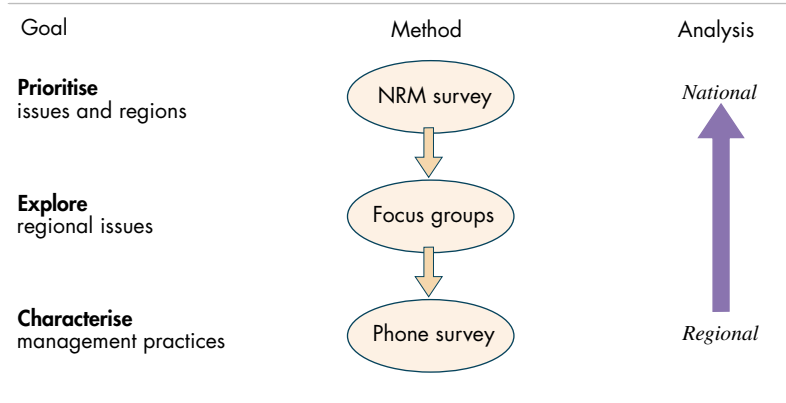 Goal
Method
Analysis
Prioritise
issues and regions
NRM survey
National
Explore
regional issues
Focus groups
Characterise
management practices
Phone survey
Regional